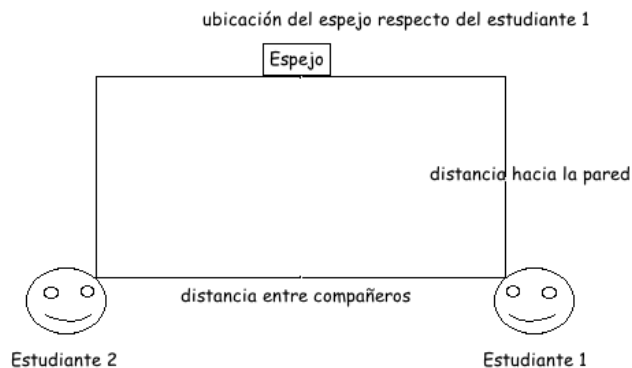 ubicación del espejo respecto del estudiante 1
Espejo
distancia hacia la pared
distancia entre compañeros
Estudiante 2
Estudiante 1